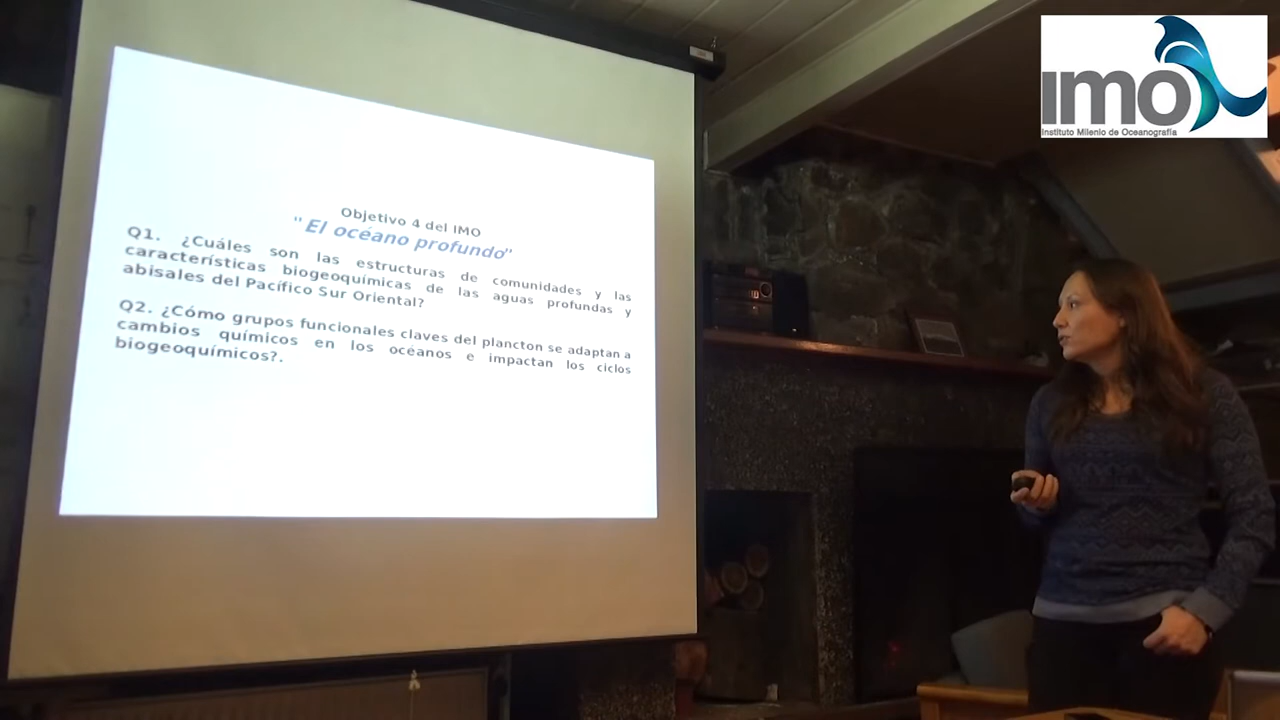 Objetivo 4 del IMO
"El océano profundo"
Q1. ¿Cuáles son las estructuras de comunidades y las
características biogeoquímicas de las aguas profundas y
abisales del Pacífico Sur Oriental?
Q2. ¿Cómo grupos funcionales claves del plancton se adaptan a
cambios químicos en los océanos e impactan los ciclos
biogeoquímicos?.
imo
Instituto Milenio de Oceanografía